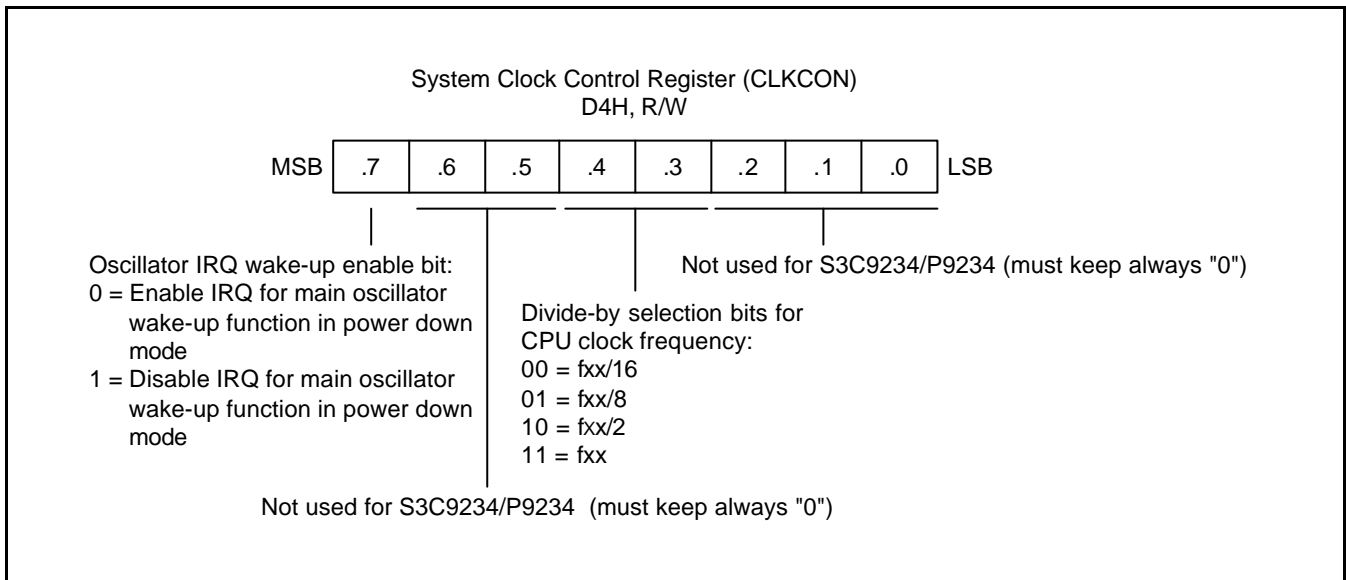 System Clock Control Register (CLKCON)
D4H, R/W
MSB .7 .6 .5 .4 .3 .2 .1 .0 LSB
Oscillator IRQ wake-up enable bit:
0 = Enable IRQ for main oscillator
wake-up function in power down
mode
1 = Disable IRQ for main oscillator
wake-up function in power down
mode
Not used for S3C9234/P9234 (must keep always "0")
Divide-by selection bits for
CPU clock frequency:
00 = fxx/16
01 = fxx/8
10 = fxx/2
11 = fxx
Not used for S3C9234/P9234 (must keep always "0")